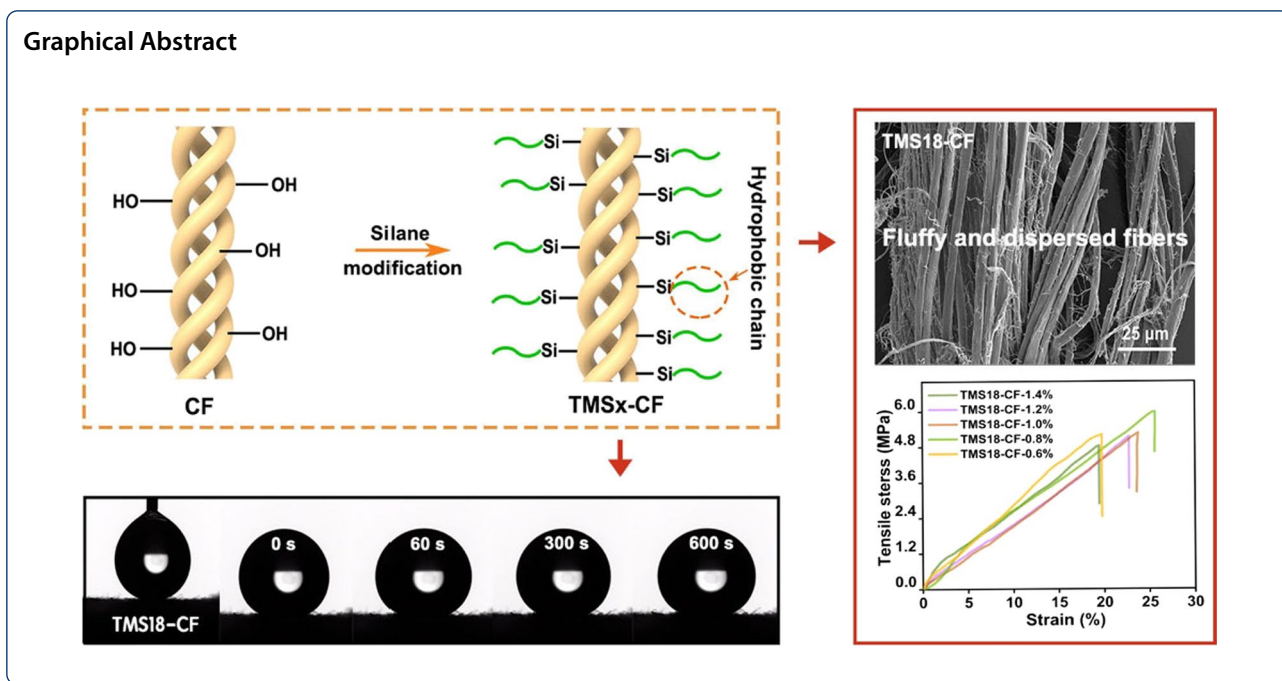 Graphical Abstract
HO
HO
HO
OH
OH
OH
CF
Silane
modification
Si
Si
Si
Si
Si
Si
Si
Si
Si
Si
Hydrophobic chain
TMSx-CF
TMS18-CF
Fluffy and dispersed fibers
25 µm
TMS18-CF
0 s
60 s
300 s
600 s
Tensile sterss (MPa)
6.0
4.8
3.6
2.4
1.2
0.0
TMS18-CF-1.4%
TMS18-CF-1.2%
TMS18-CF-1.0%
TMS18-CF-0.8%
TMS18-CF-0.6%
0 5 10 15 20 25 30
Strain (%)